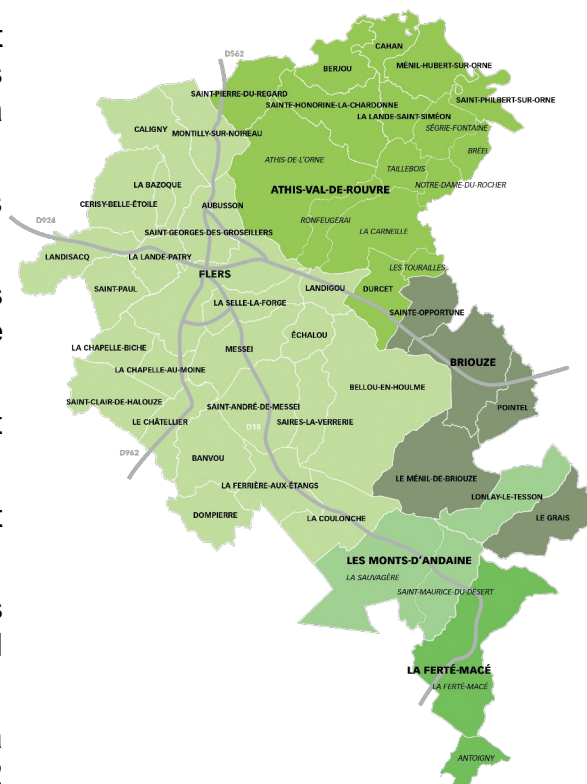 D562
CAHAN
BERJOU
MÉNIL-HUBERT-SUR-ORNE
SAINT-PIERRE-DU-REGARD
SAINTE-HONORINE-LA-CHARDONNE
SAINT-PHILBERT-SUR-ORNE
LA LANDE-SAINT-SIMÉON
CALIGNY
MONTILLY-SUR-NOIREAU
SÉGRIE-FONTAINE
BRÉEL
ATHIS-DE-L'ORNE
TAILLEBOIS
LA BAZOQUE
ATHIS-VAL-DE-ROUVRE
NOTRE-DAME-DU-ROCHER
CERISY-BELLE-ÉTOILE
AUBUSSON
D924
RONFEUGERAI
LA CARNEILLE
SAINT-GEORGES-DES-GROSEILLERS
LANDISACQ
LA LANDE-PATRY
LES TOURAILLES
FLERS
SAINT-PAUL
LANDIGOU
DURCET
LA SELLE-LA-FORGE
SAINTE-OPPORTUNE
ÉCHALOU
LA CHAPELLE-BICHE
MESSEI
BRIOUZE
LA CHAPELLE-AU-MOINE
BELLOU-EN-HOULME
SAINT-CLAIR-DE-HALOUZE
SAINT-ANDRÉ-DE-MESSEI
POINTEL
LE CHÂTELLIER
SAIRES-LA-VERRERIE
D18
D962
BANVOU
LE MÉNIL-DE-BRIOUZE
LA FERRIÈRE-AUX-ÉTANGS
LONLAY-LE-TESSON
DOMPIERRE
LA COULONCHE
LE GRAIS
LES MONTS-D'ANDAINE
LA SAUVAGÈRE
SAINT-MAURICE-DU-DÉSERT
LA FERTÉ-MACÉ
LA FERTÉ-MACÉ
ANTOIGNY